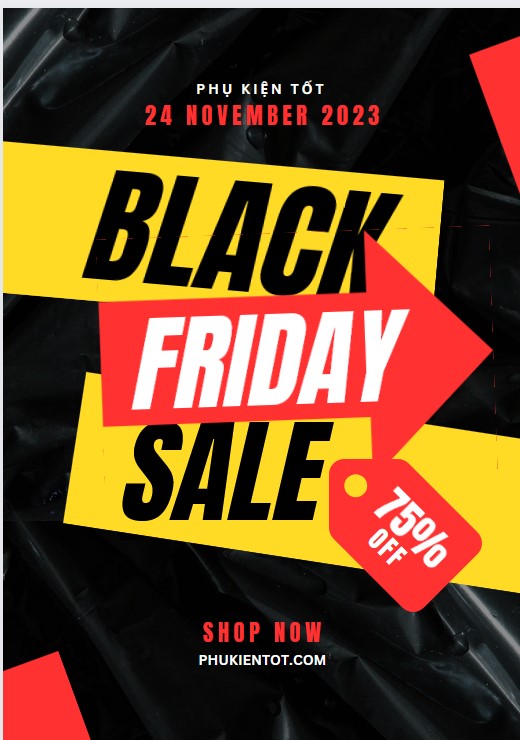 PHỤ KIỆN TỐT
24 NOVEMBER 2023
BLACK
FRIDAY
SALE
75%
OFF
SHOP NOW
PHUKIENTOT.COM